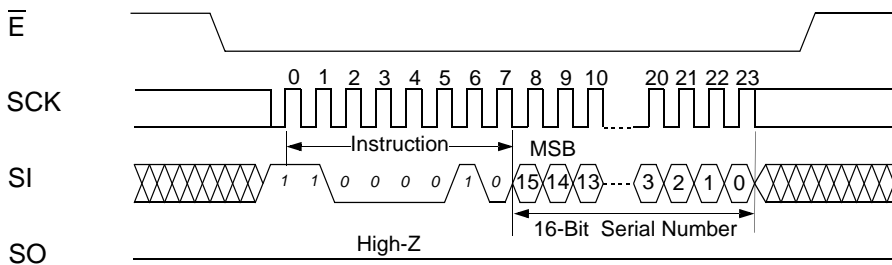 E
0 1 2 3 4 5 6 7 8 9 10 20 21 22 23
SCK
Instruction
MSB
SI
1 1 0 0 0 0 1 0 15 14 13 3 2 1 0
16-Bit Serial Number
High-Z
SO